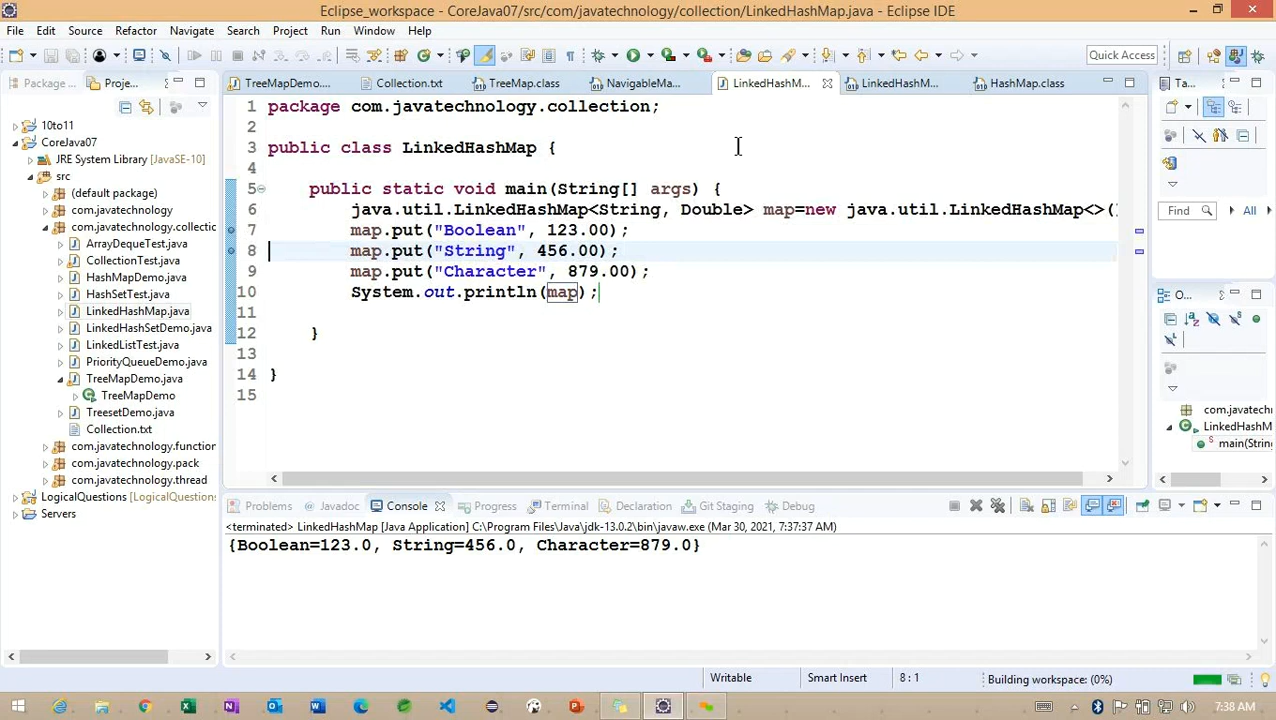 Eclipse_workspace - CoreJava07/src/com/javatechnology/collection/LinkedHashMap.java - Eclipse IDE
File Edit Source Refactor Navigate Search Project Run Window Help
Quick Access
Package ... Proje...
TreeMapDemo.... Collection.txt TreeMap.class NavigableMa... LinkedHashM... LinkedHashM... HashMap.class
Ta...
10to11
CoreJava07
JRE System Library [JavaSE-10]
src
(default package)
com.javatechnology
com.javatechnology.collectic
ArrayDequeTest.java
CollectionTest.java
HashMapDemo.java
HashSetTest.java
LinkedHashMap.java
LinkedHashSetDemo.java
LinkedListTest.java
PriorityQueueDemo.java
TreeMapDemo.java
TreeMapDemo
TreesetDemo.java
Collection.txt
com.javatechnology.function
com.javatechnology.pack
com.javatechnology.thread
LogicalQuestions [LogicalQuestions
Servers
1 package com.javatechnology.collection;
2
3 public class LinkedHashMap {
4
5 public static void main(String[] args) {
6 java.util.LinkedHashMap<String, Double> map=new java.util.LinkedHashMap<>()
7 map.put("Boolean", 123.00);
8 map.put("String", 456.00);
9 map.put("Character", 879.00);
10 System.out.println(map);
11
12 }
13
14 }
15
Find All
O...
com.javatechn
LinkedHashM
main(Strin
Problems Javadoc Console Progress Terminal Declaration Git Staging Debug
<terminated> LinkedHashMap [Java Application] C:\Program Files\Java\jdk-13.0.2\bin\javaw.exe (Mar 30, 2021, 7:37:37 AM)
{Boolean=123.0, String=456.0, Character=879.0}
Writable Smart Insert 8 : 1 Building workspace: (0%)
7:38 AM